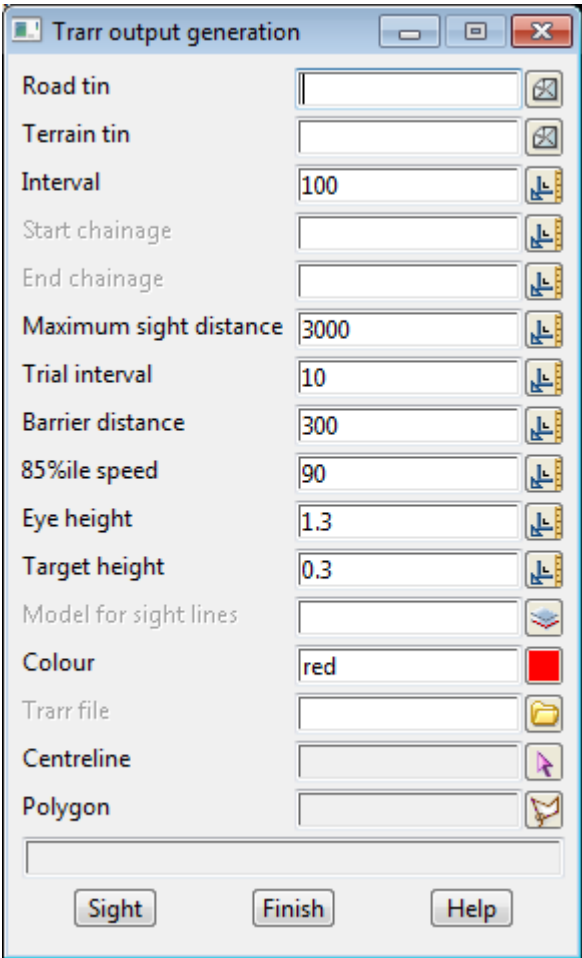 Trarr output generation
Road tin
Terrain tin
Interval 100
Start chainage
End chainage
Maximum sight distance 3000
Trial interval 10
Barrier distance 300
85%ile speed 90
Eye height 1.3
Target height 0.3
Model for sight lines
Colour red
Trarr file
Centreline
Polygon
Sight Finish Help